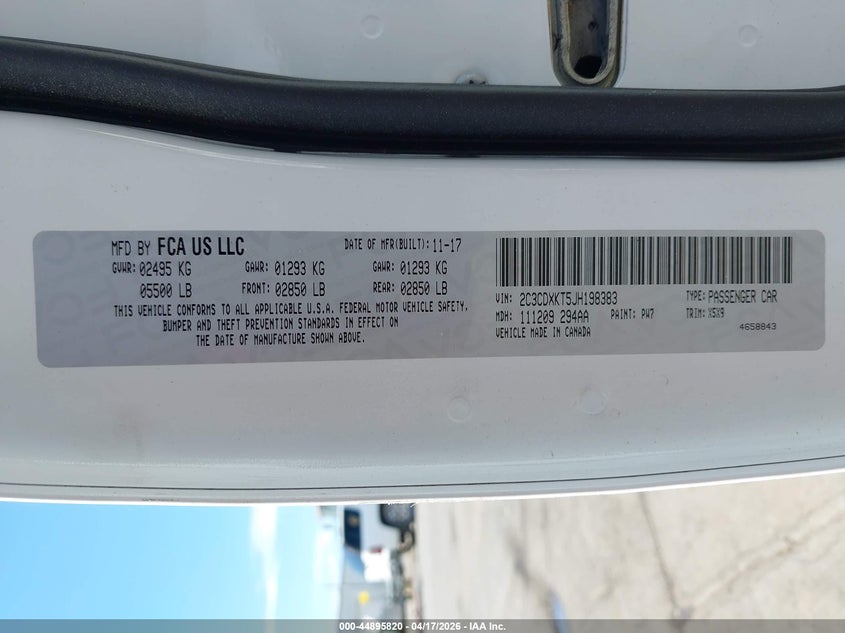 MFD BY FCA US LLC DATE OF MFR(BUILT): 11-17
GVWR: 02495 KG GAWR: 01293 KG GAWR: 01293 KG
05500 LB FRONT: 02850 LB REAR: 02850 LB
THIS VEHICLE CONFORMS TO ALL APPLICABLE U.S.A. FEDERAL MOTOR VEHICLE SAFETY,
BUMPER AND THEFT PREVENTION STANDARDS IN EFFECT ON
THE DATE OF MANUFACTURE SHOWN ABOVE.
VIN: 2C3CDXKT5JH198383 TYPE: PASSENGER CAR
MDH: 111209 294AA PAINT: PW7 TRIM: X5X9
VEHICLE MADE IN CANADA 4658843
000-44895820 - 04/17/2026 - IAA Inc.